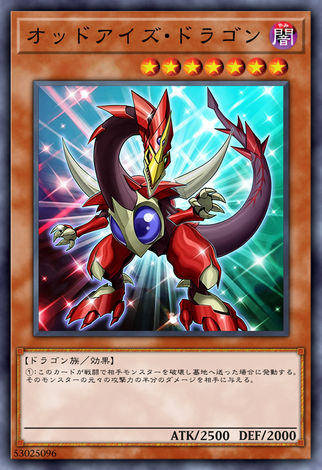 オッドアイズ・ドラゴン
やみ
闇
【ドラゴン族／効果】
①：このカードが戦闘で相手モンスターを破壊し墓地へ送った場合に発動する。
そのモンスターの元々の攻撃力の半分のダメージを相手に与える。
ATK/2500 DEF/2000
53025096